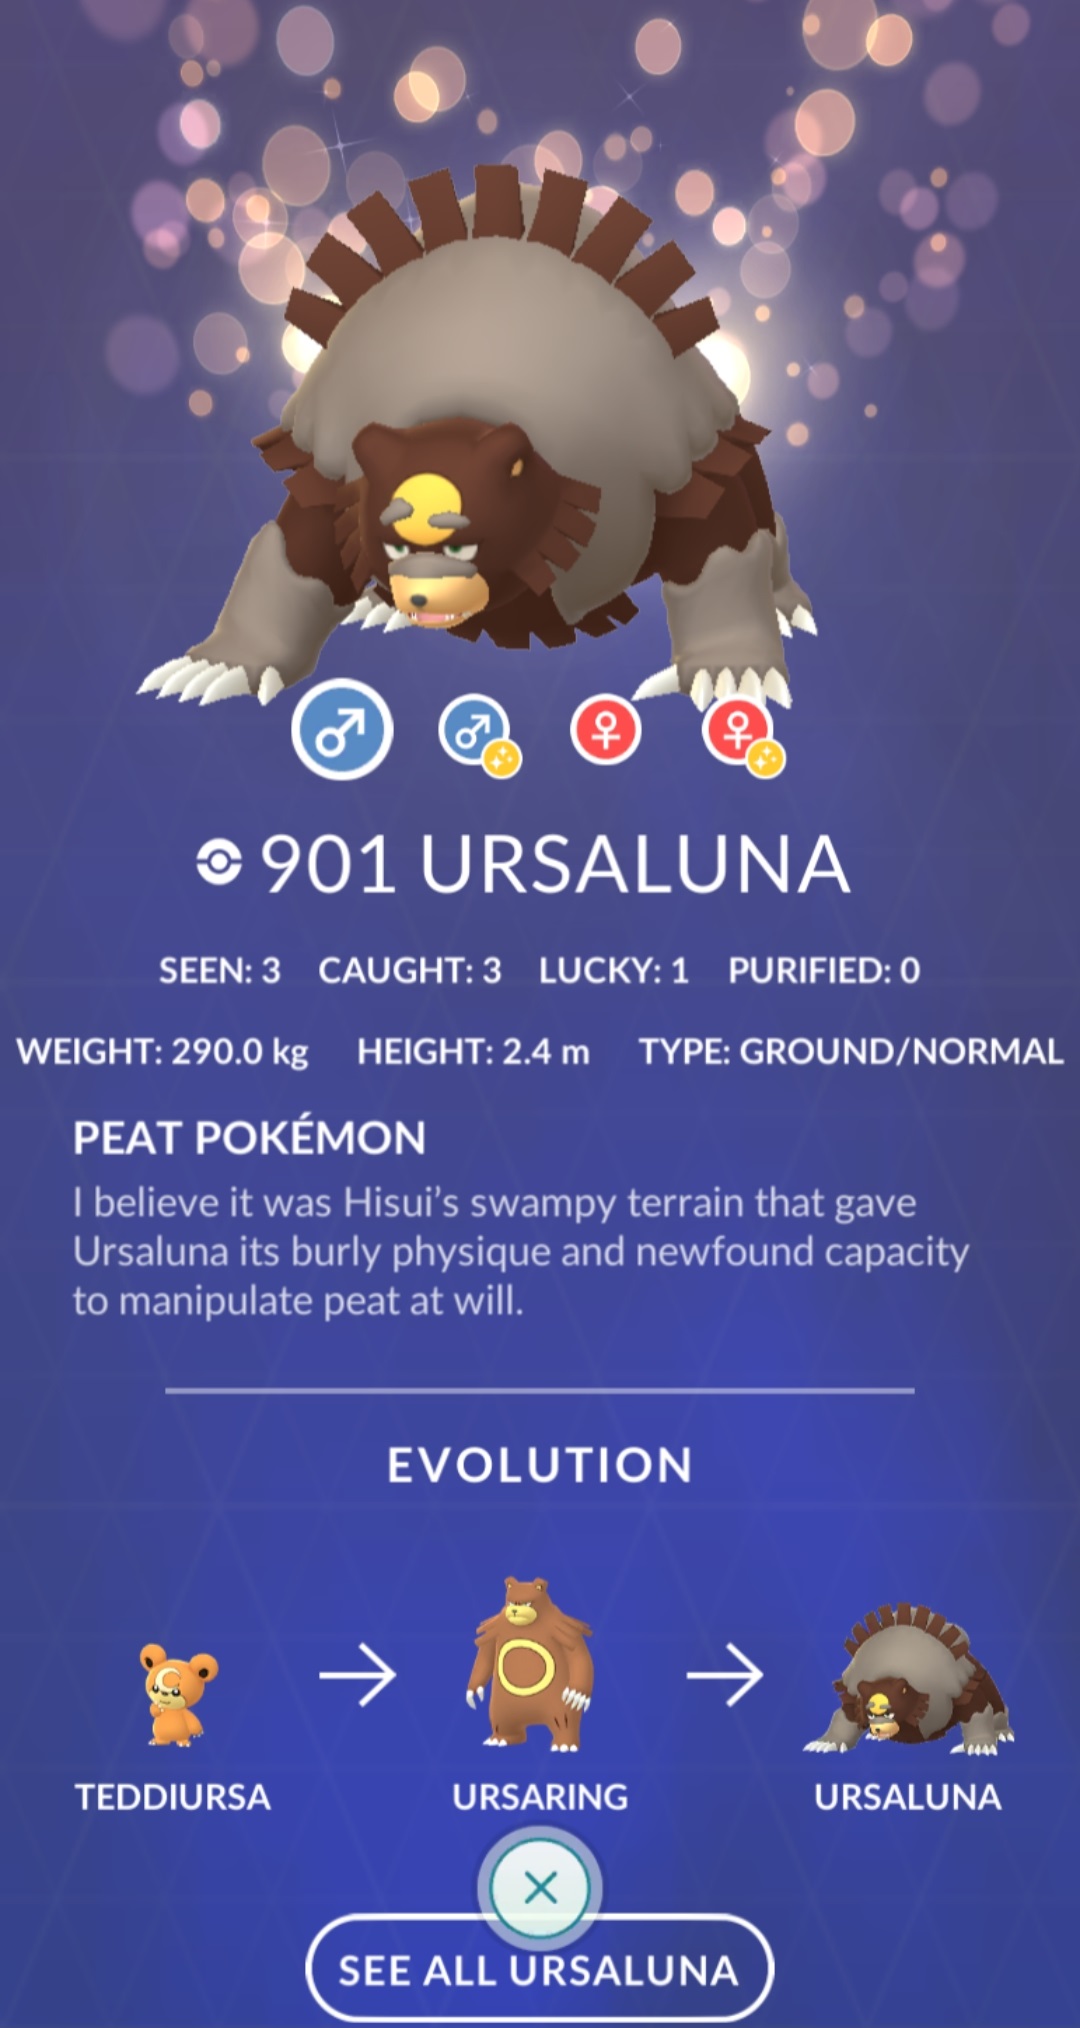 901 URSALUNA
SEEN: 3 CAUGHT: 3 LUCKY: 1 PURIFIED: 0
WEIGHT: 290.0 kg HEIGHT: 2.4 m TYPE: GROUND/NORMAL
PEAT POKÉMON
I believe it was Hisui’s swampy terrain that gave
Ursaluna its burly physique and newfound capacity
to manipulate peat at will.
EVOLUTION
TEDDIURSA URSARING URSALUNA
SEE ALL URSALUNA